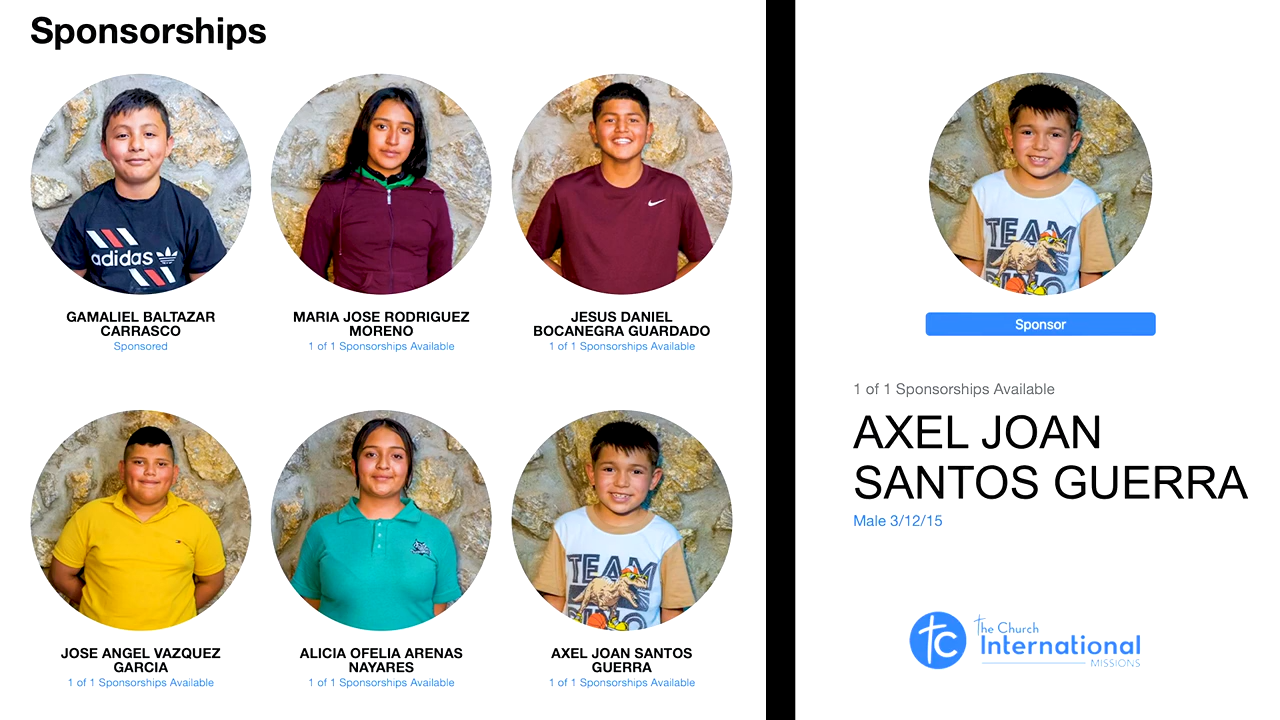 Sponsorships
adidas
GAMALIEL BALTAZAR
CARRASCO
Sponsored
MARIA JOSE RODRIGUEZ
MORENO
1 of 1 Sponsorships Available
JESUS DANIEL
BOCANEGRA GUARDADO
1 of 1 Sponsorships Available
TEAM
JOSE ANGEL VAZQUEZ
GARCIA
1 of 1 Sponsorships Available
ALICIA OFELIA ARENAS
NAYARES
1 of 1 Sponsorships Available
AXEL JOAN SANTOS
GUERRA
1 of 1 Sponsorships Available
TEAM
Sponsor
1 of 1 Sponsorships Available
AXEL JOAN
SANTOS GUERRA
Male 3/12/15
tc
The Church
International
MISSIONS